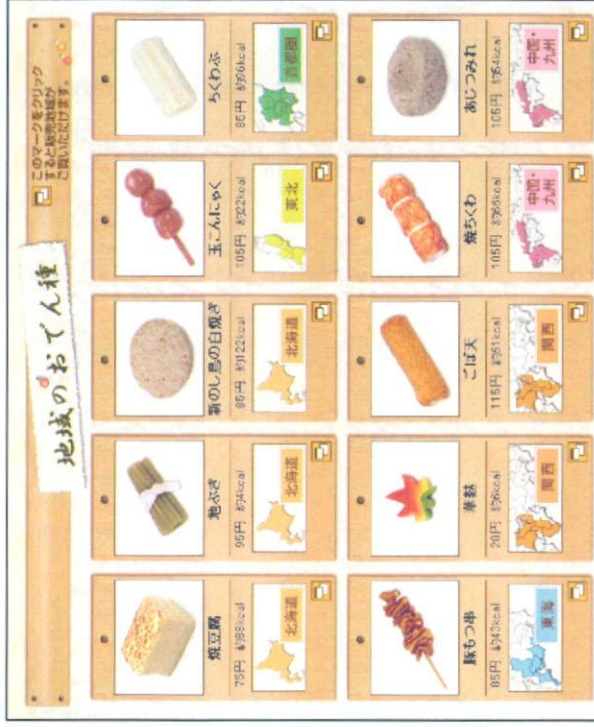 地域のおでん種
このマークをクリック
すると販売地域が
ご覧いただけます。
焼豆腐
75円 約88kcal
北海道
地ぶき
95円 約4kcal
北海道
新のし鳥の白焼き
85円 約122kcal
北海道
玉こんにゃく
105円 約22kcal
東北
ちくわぶ
85円 約96kcal
首都圏
豚もつ串
85円 約43kcal
東海
華麩
20円 約6kcal
関西
ごぼ天
115円 約61kcal
関西
焼ちくわ
105円 約66kcal
中国・
九州
あじつみれ
105円 約64kcal
中国・
九州